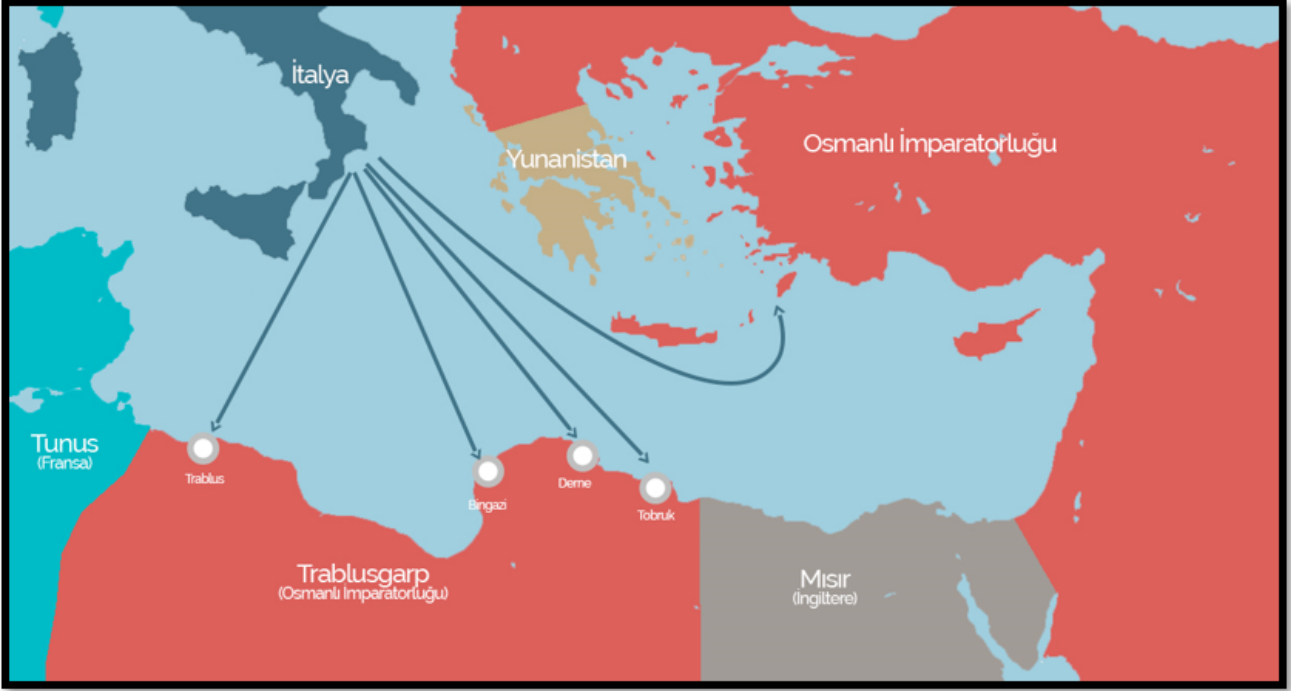 İtalya
Yunanistan
Osmanlı İmparatorluğu
Tunus
(Fransa)
Trablus
Bingazi
Derne
Tobruk
Trablusgarp
(Osmanlı İmparatorluğu)
Mısır
(İngiltere)